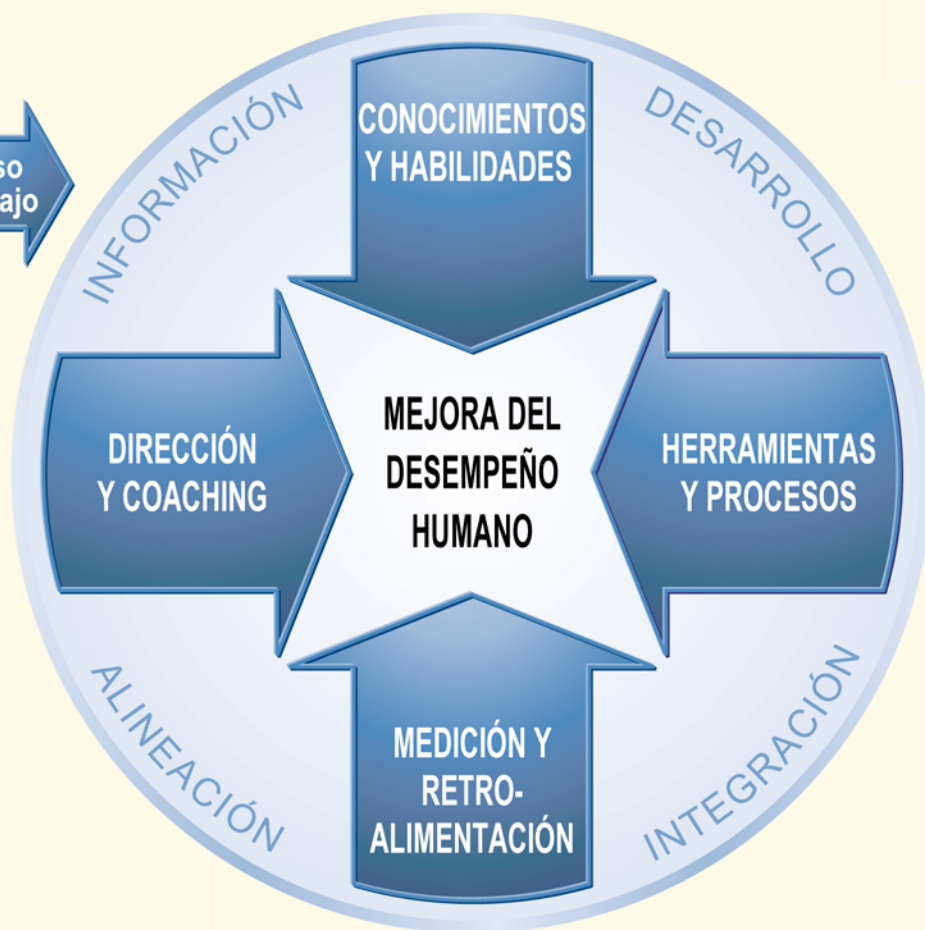 INFORMACIÓN
DESARROLLO
CONOCIMIENTOS
Y HABILIDADES
DIRECCIÓN
Y COACHING
MEJORA DEL
DESEMPEÑO
HUMANO
HERRAMIENTAS
Y PROCESOS
ALINEACIÓN
MEDICIÓN Y
RETRO-
ALIMENTACIÓN
INTEGRACIÓN